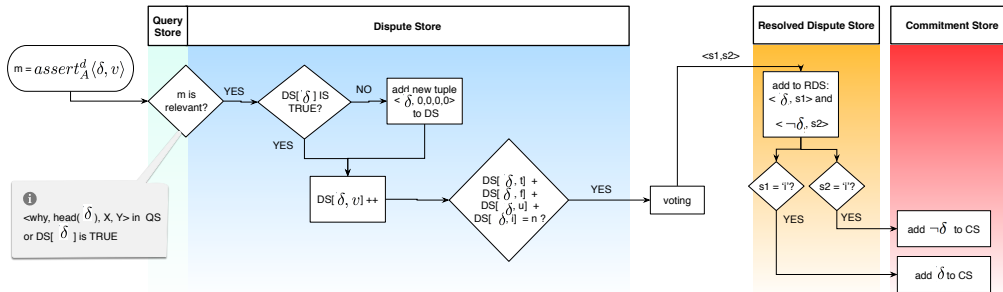 Query
Store
Dispute Store
Resolved Dispute Store
Commitment Store
m = assert^d_A⟨δ, v⟩
m is
relevant?
YES
DS[ δ ] IS
TRUE?
NO
YES
add new tuple
< δ, 0,0,0,0>
to DS
DS[ δ, v ] ++
DS[ δ, t] +
DS[ δ, f] +
DS[ δ, u] +
DS[ δ, i] = n ?
YES
voting
<s1,s2>
add to RDS:
< δ, s1> and
< ¬δ, s2>
s1 = 'i'?
s2 = 'i'?
YES
YES
add ¬δ to CS
add δ to CS
i
<why, head( δ ), X, Y> in QS
or DS[ δ ] is TRUE